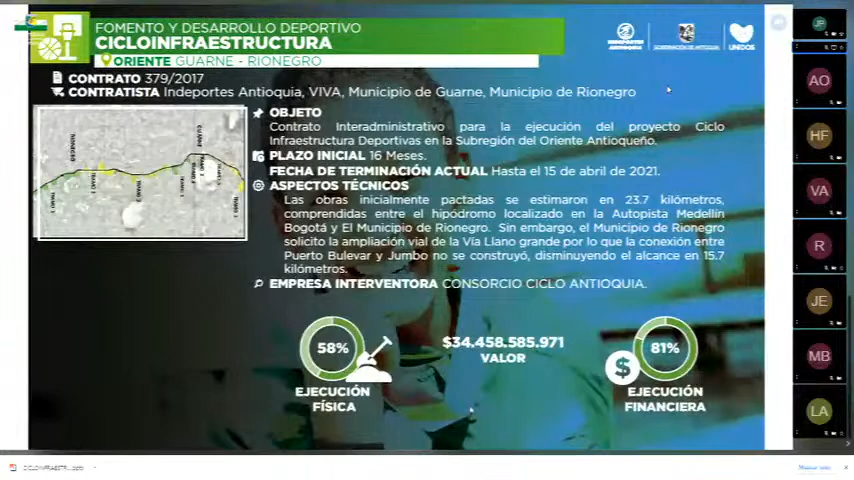 FOMENTO Y DESARROLLO DEPORTIVO
CICLOINFRAESTRUCTURA
ORIENTE GUARNE - RIONEGRO
INDEPORTES
ANTIOQUIA
GOBERNACIÓN DE ANTIOQUIA
UNIDOS
CONTRATO 379/2017
CONTRATISTA Indeportes Antioquia, VIVA, Municipio de Guarne, Municipio de Rionegro
RIONEGRO
GUARNE
OBJETO
Contrato Interadministrativo para la ejecución del proyecto Ciclo
Infraestructura Deportivas en la Subregión del Oriente Antioqueño.
PLAZO INICIAL 16 Meses.
FECHA DE TERMINACIÓN ACTUAL Hasta el 15 de abril de 2021.
ASPECTOS TÉCNICOS
Las obras inicialmente pactadas se estimaron en 23.7 kilómetros,
comprendidas entre el hipódromo localizado en la Autopista Medellín
Bogotá y El Municipio de Rionegro. Sin embargo, el Municipio de Rionegro
solicito la ampliación vial de la Vía Llano grande por lo que la conexión entre
Puerto Bulevar y Jumbo no se construyó, disminuyendo el alcance en 15.7
kilómetros.
EMPRESA INTERVENTORA CONSORCIO CICLO ANTIOQUIA.
58%
EJECUCIÓN
FÍSICA
$34.458.585.971
VALOR
$
81%
EJECUCIÓN
FINANCIERA
JP
AO
HF
VA
R
JE
MB
LA